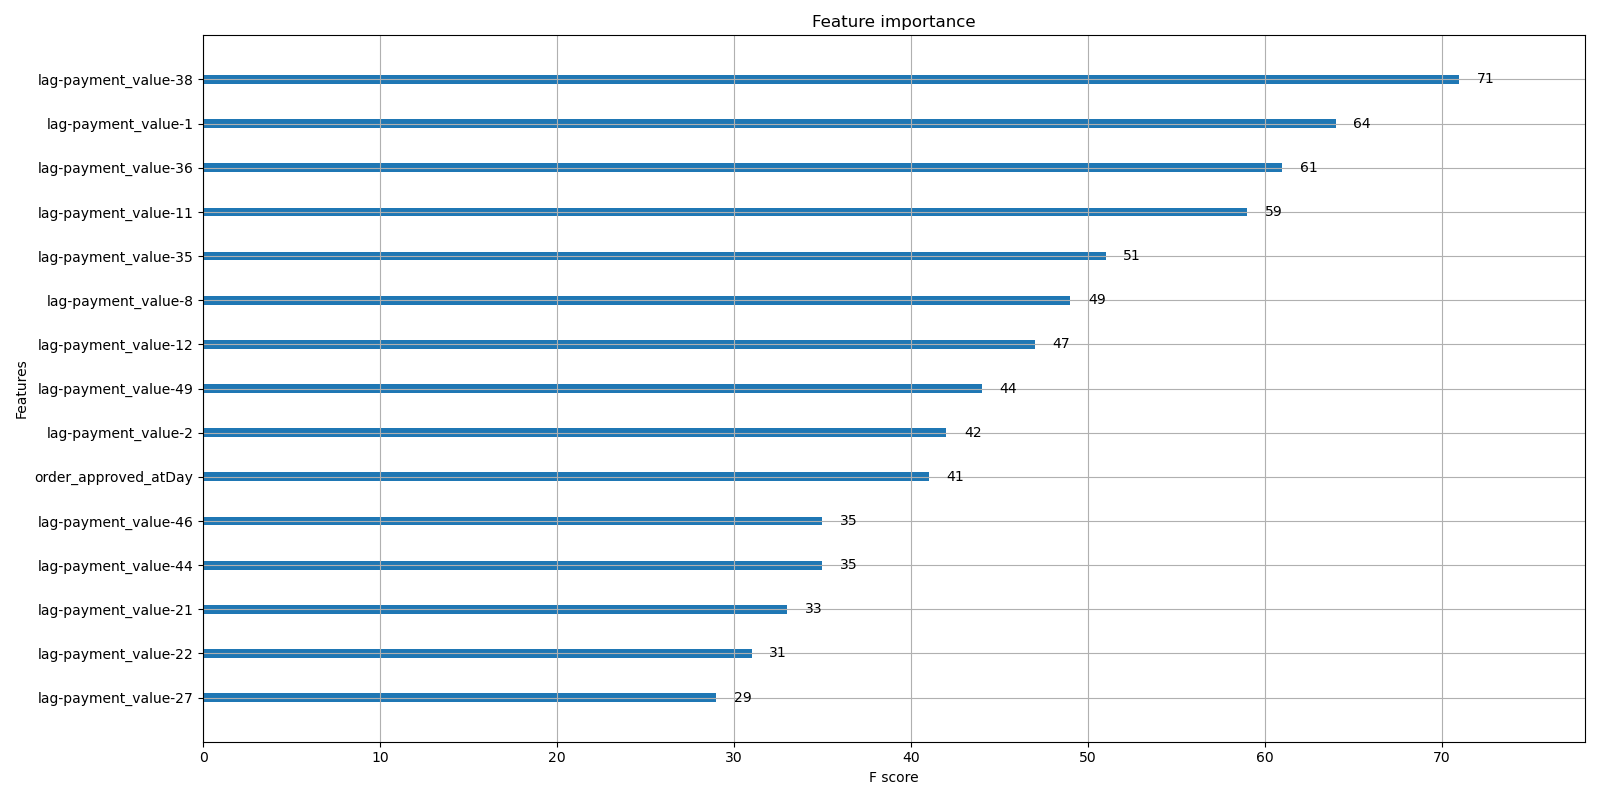 Feature importance
lag-payment_value-38 71
lag-payment_value-1 64
lag-payment_value-36 61
lag-payment_value-11 59
lag-payment_value-35 51
lag-payment_value-8 49
lag-payment_value-12 47
lag-payment_value-49 44
lag-payment_value-2 42
order_approved_atDay 41
lag-payment_value-46 35
lag-payment_value-44 35
lag-payment_value-21 33
lag-payment_value-22 31
lag-payment_value-27 29
Features
0 10 20 30 40 50 60 70
F score